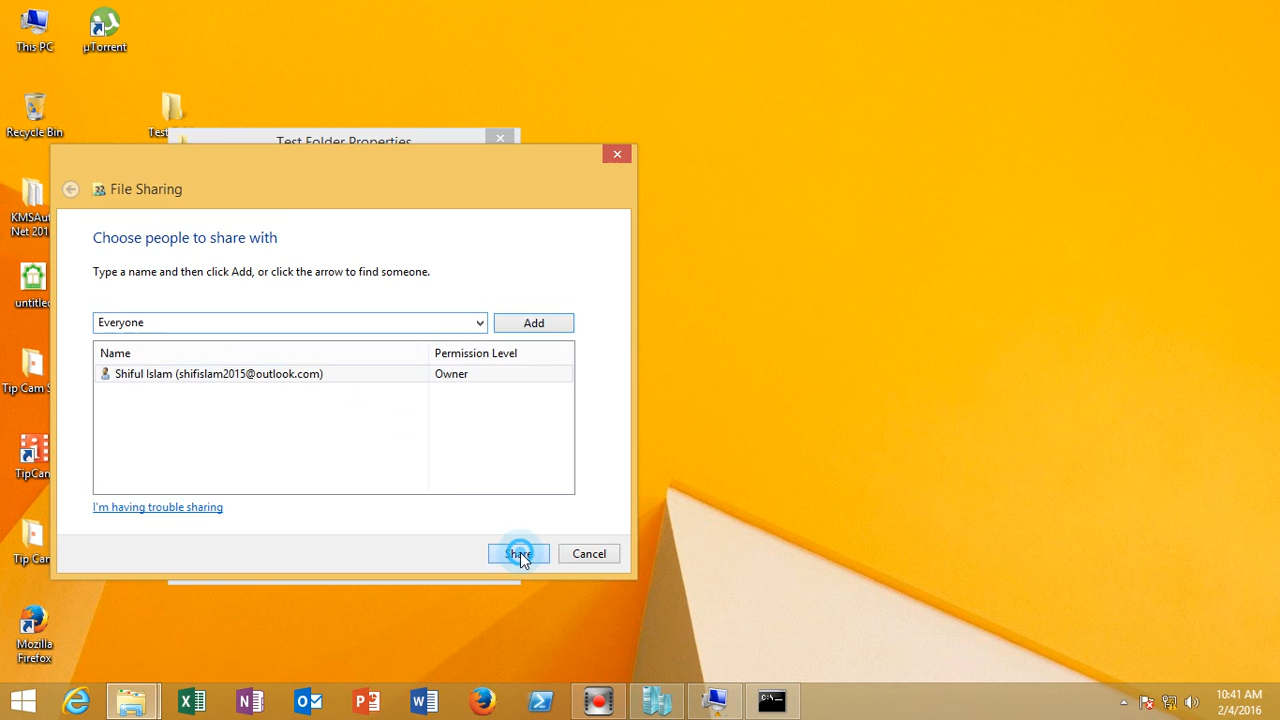 This PC
µTorrent
Recycle Bin
Test
KMSAut
Net 201
untitled
Tip Cam S
TipCam
Tip Cam
Mozilla
Firefox
Test Folder Properties
File Sharing
Choose people to share with
Type a name and then click Add, or click the arrow to find someone.
Everyone
Add
Name
Permission Level
Shiful Islam (shifislam2015@outlook.com)
Owner
I'm having trouble sharing
Share
Cancel
10:41 AM
2/4/2016